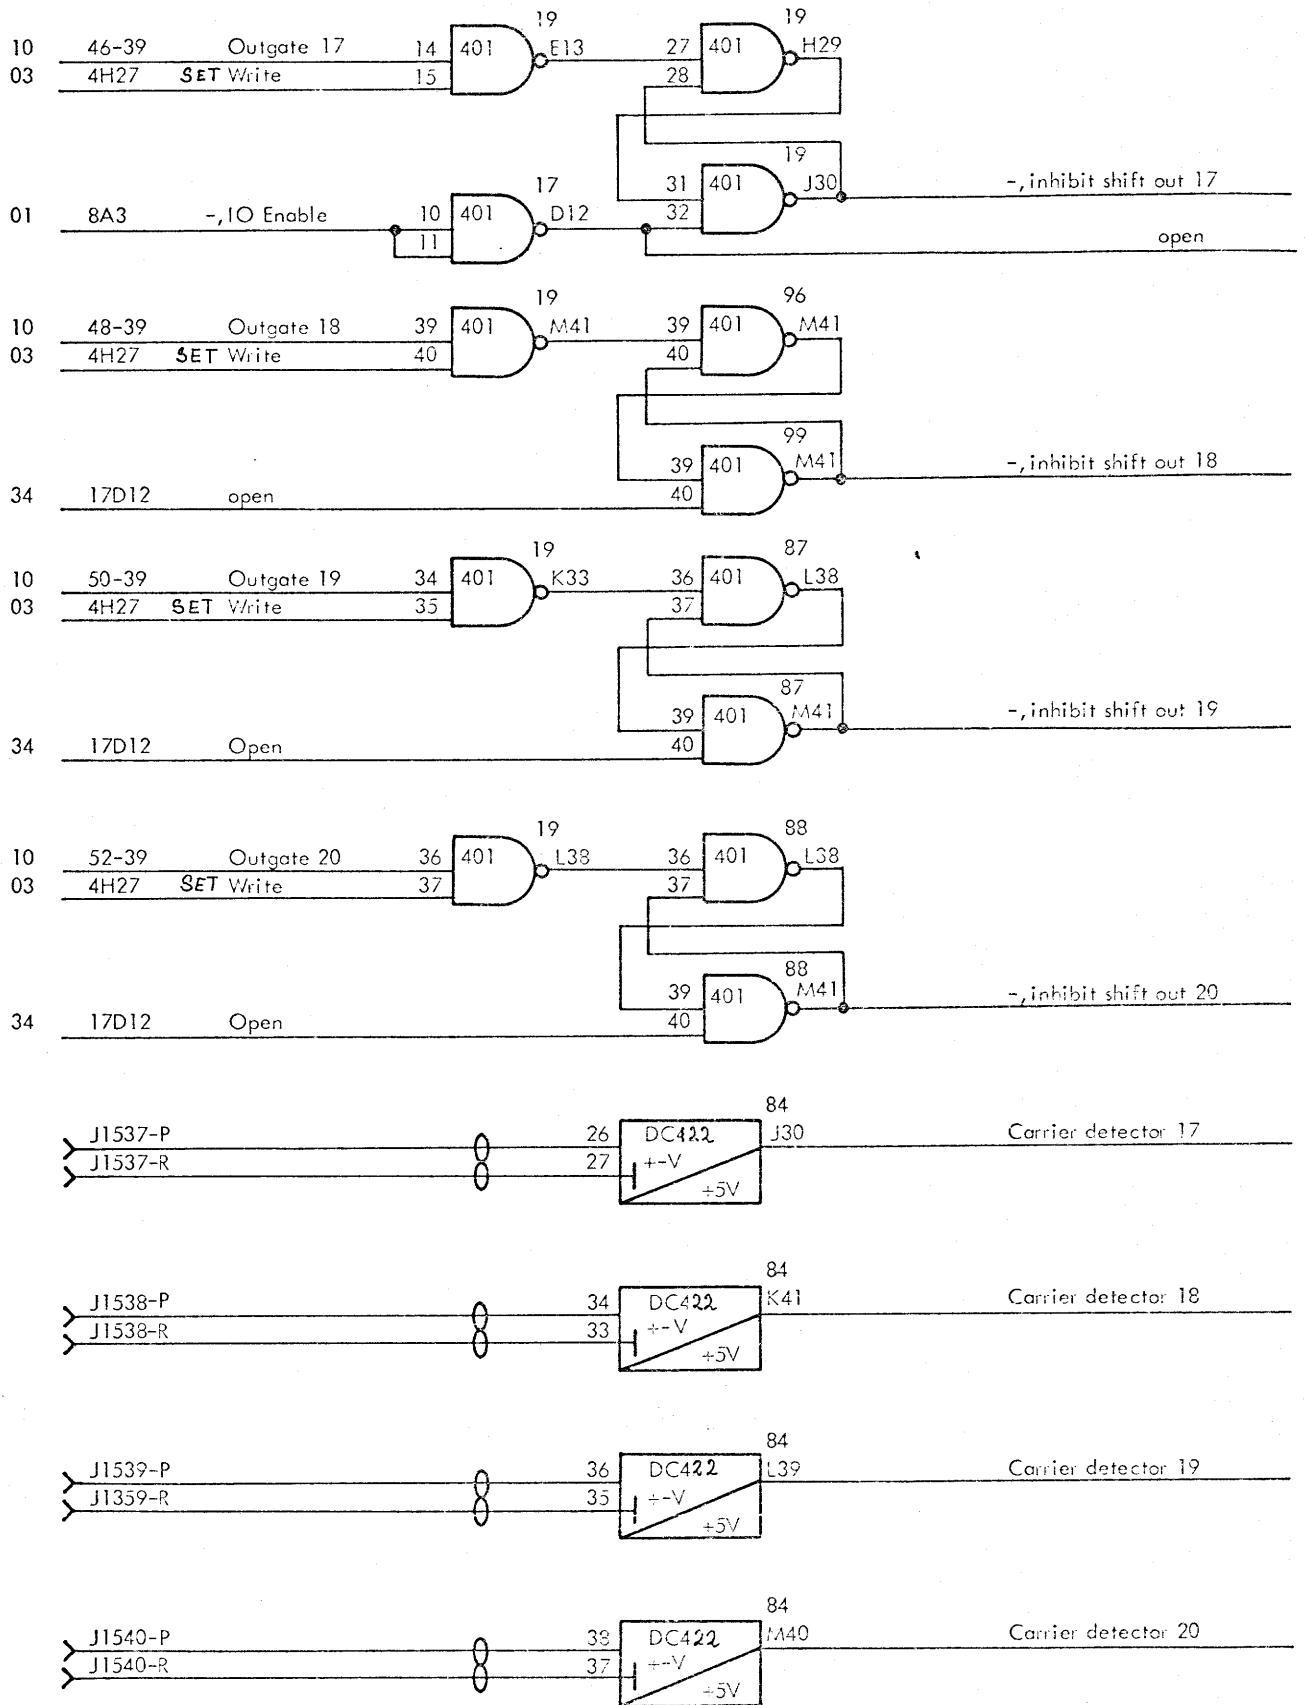 19 19
10 46-39 Outgate 17 14 401 E13 27 401 H29
03 4H27 SET Write 15 28
19
17 31 401 J30 -, inhibit shift out 17
01 8A3 -, IO Enable 10 401 D12 32
11 open
19 96
10 48-39 Outgate 18 39 401 M41 39 401 M41
03 4H27 SET Write 40 40
99
39 401 M41 -, inhibit shift out 18
34 17D12 open 40
19 87
10 50-39 Outgate 19 34 401 K33 36 401 L38
03 4H27 SET Write 35 37
87
39 401 M41 -, inhibit shift out 19
34 17D12 Open 40
19 88
10 52-39 Outgate 20 36 401 L38 36 401 L38
03 4H27 SET Write 37 37
88
39 401 M41 -, inhibit shift out 20
34 17D12 Open 40
84
J1537-P 26 DC422 J30 Carrier detector 17
J1537-R 27 +-V
+5V
84
J1538-P 34 DC422 K41 Carrier detector 18
J1538-R 33 +-V
+5V
84
J1539-P 36 DC422 L39 Carrier detector 19
J1359-R 35 +-V
+5V
84
J1540-P 38 DC422 M40 Carrier detector 20
J1540-R 37 +-V
+5V